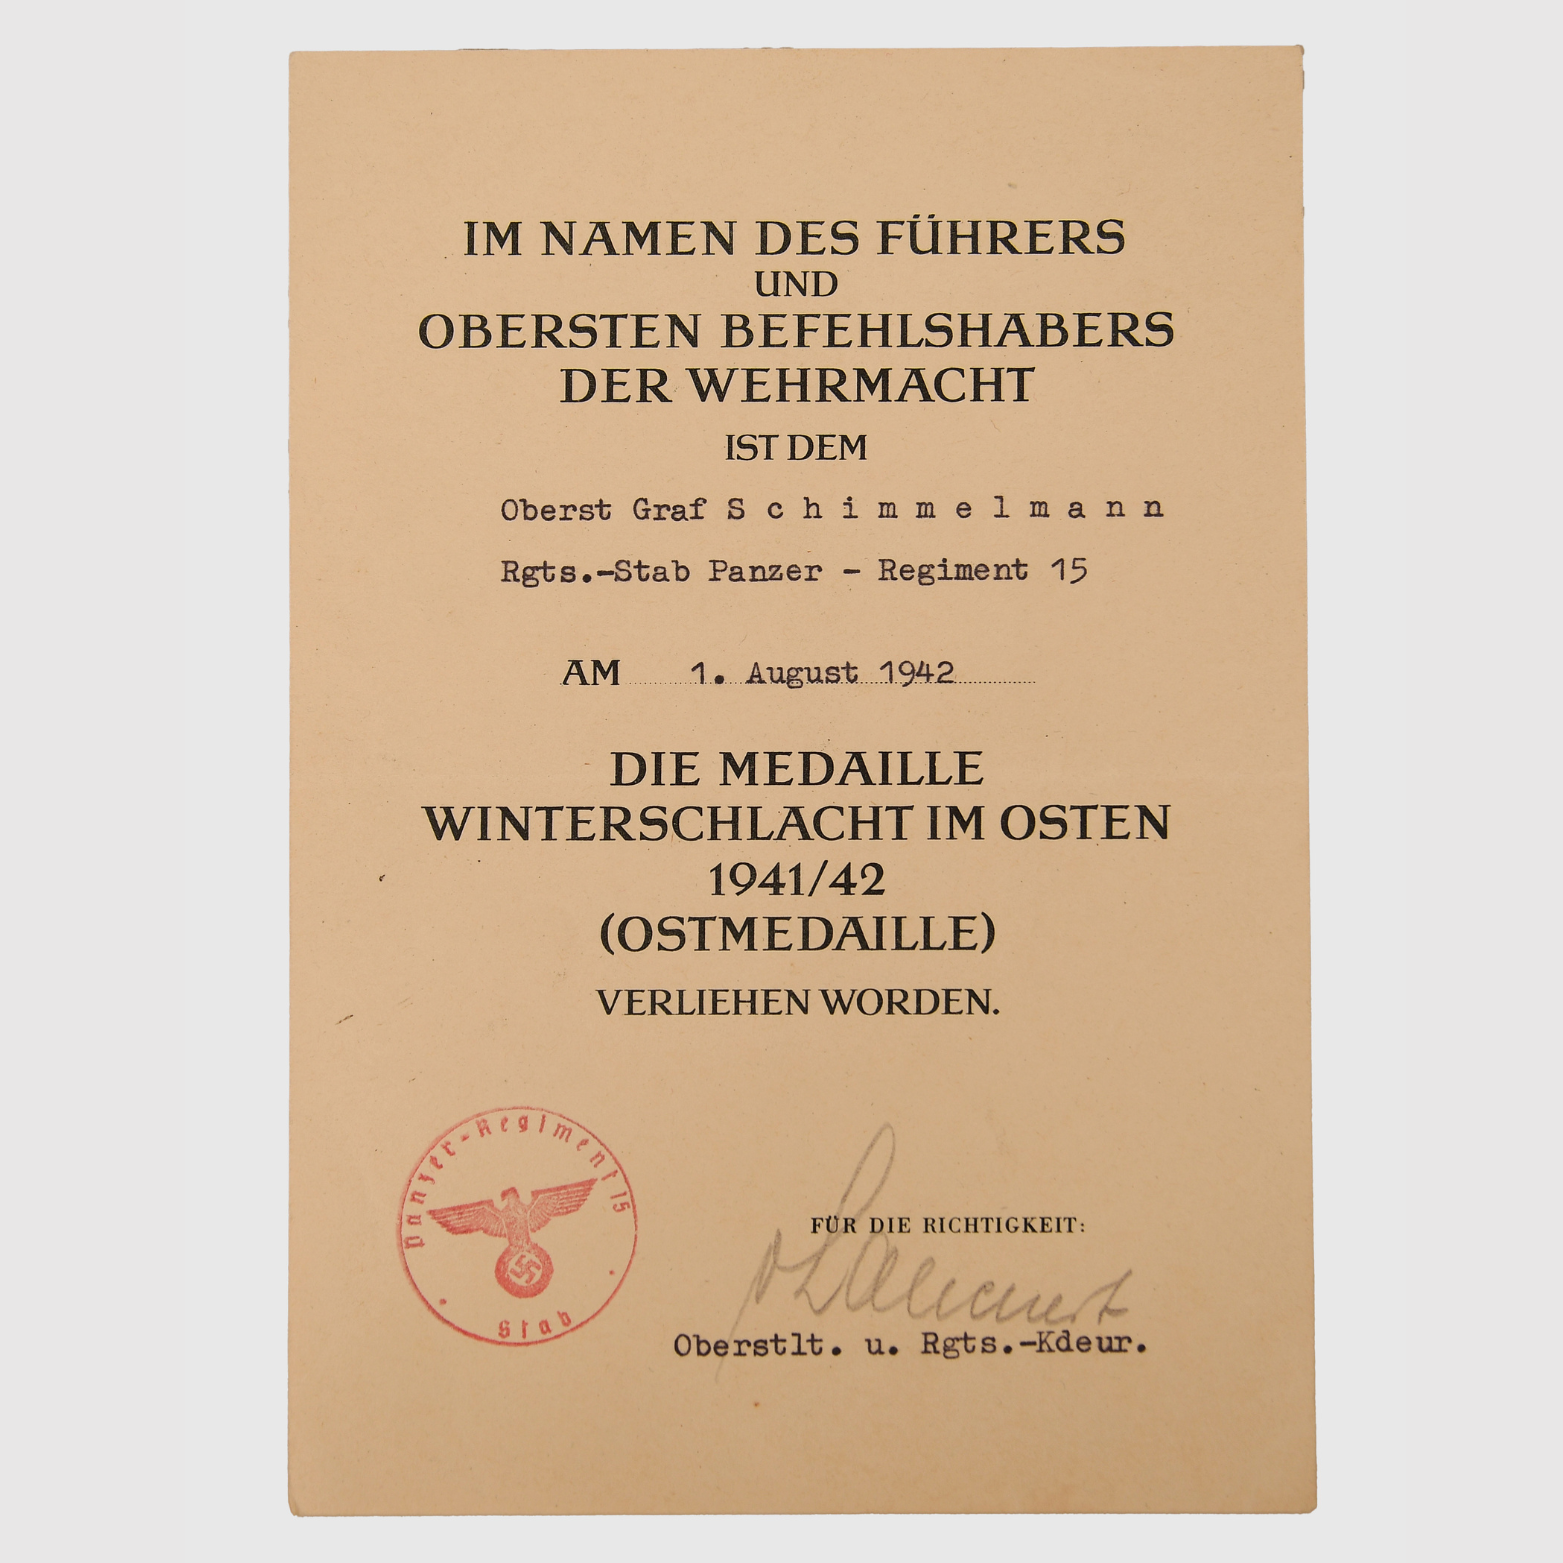 IM NAMEN DES FÜHRERS
UND
OBERSTEN BEFEHLSHABERS
DER WEHRMACHT
IST DEM
Oberst Graf S c h i m m e l m a n n
Rgts.-Stab Panzer - Regiment 15
AM 1. August 1942
DIE MEDAILLE
WINTERSCHLACHT IM OSTEN
1941/42
(OSTMEDAILLE)
VERLIEHEN WORDEN.
Panzer-Regiment 15
Stab
FÜR DIE RICHTIGKEIT:
Oberstlt. u. Rgts.-Kdeur.